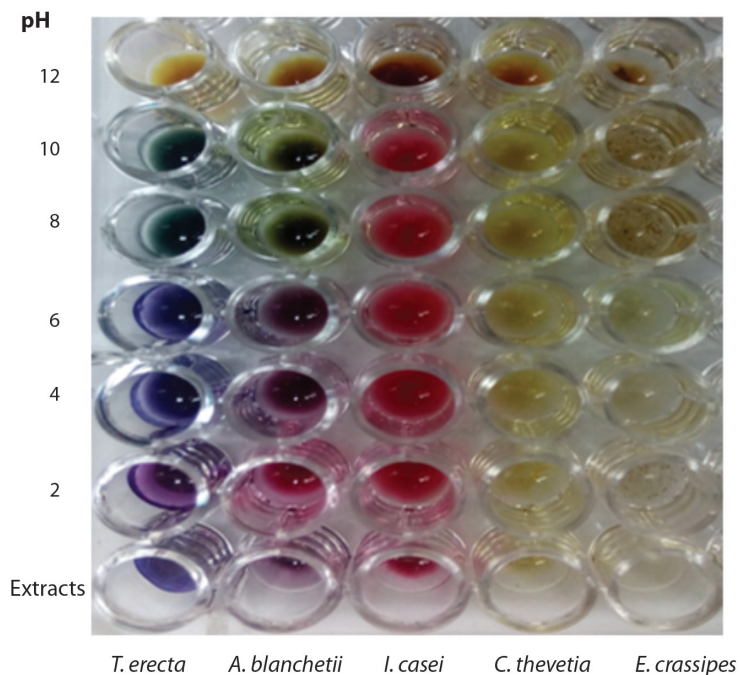 pH
12
10
8
6
4
2
Extracts
T. erecta A. blanchetii I. casei C. thevetia E. crassipes